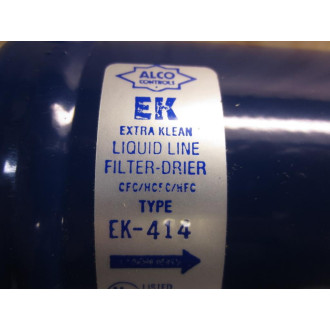 ALCO
CONTROLS
EK
EXTRA KLEAN
LIQUID LINE
FILTER-DRIER
CFC/HCFC/HFC
TYPE
EK-414
LISTED